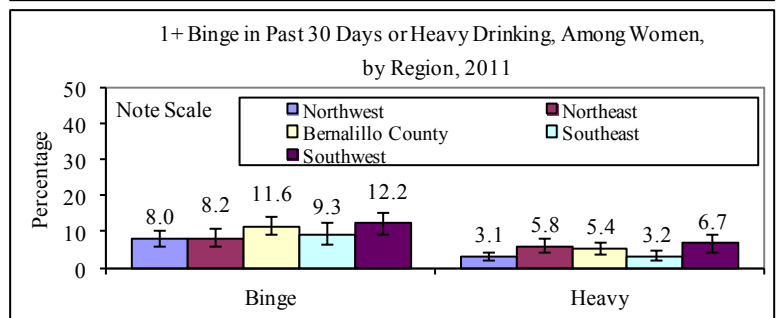 1+ Binge in Past 30 Days or Heavy Drinking, Among Women,
by Region, 2011
50
40
30
20
10
0
Percentage
Note Scale
Northwest Northeast
Bernalillo County Southeast
Southwest
8.0 8.2 11.6 9.3 12.2 3.1 5.8 5.4 3.2 6.7
Binge Heavy